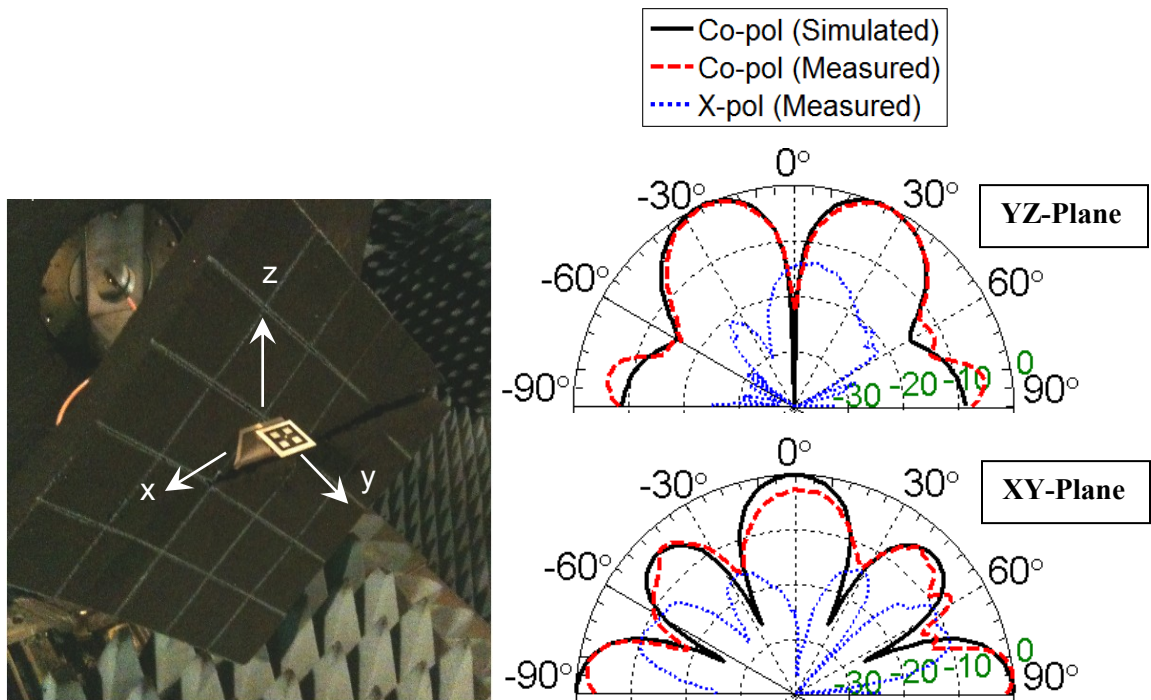 Co-pol (Simulated)
Co-pol (Measured)
X-pol (Measured)
0°
-30° 30°
-60° 60°
-90° 90°
-30 -20 -10 0
YZ-Plane
0°
-30° 30°
-60° 60°
-90° 90°
-30 -20 -10 0
XY-Plane
z
x
y